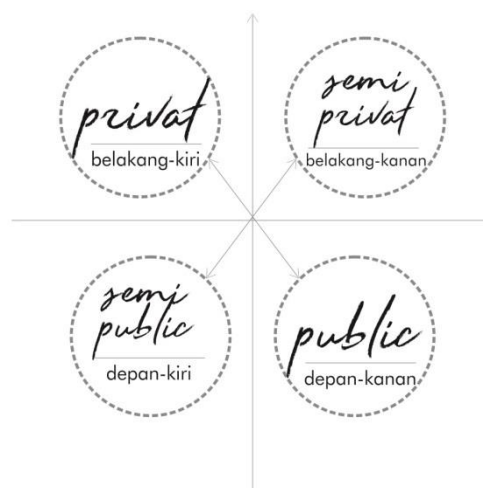 privat
belakang-kiri
semi
privat
belakang-kanan
semi
public
depan-kiri
public
depan-kanan